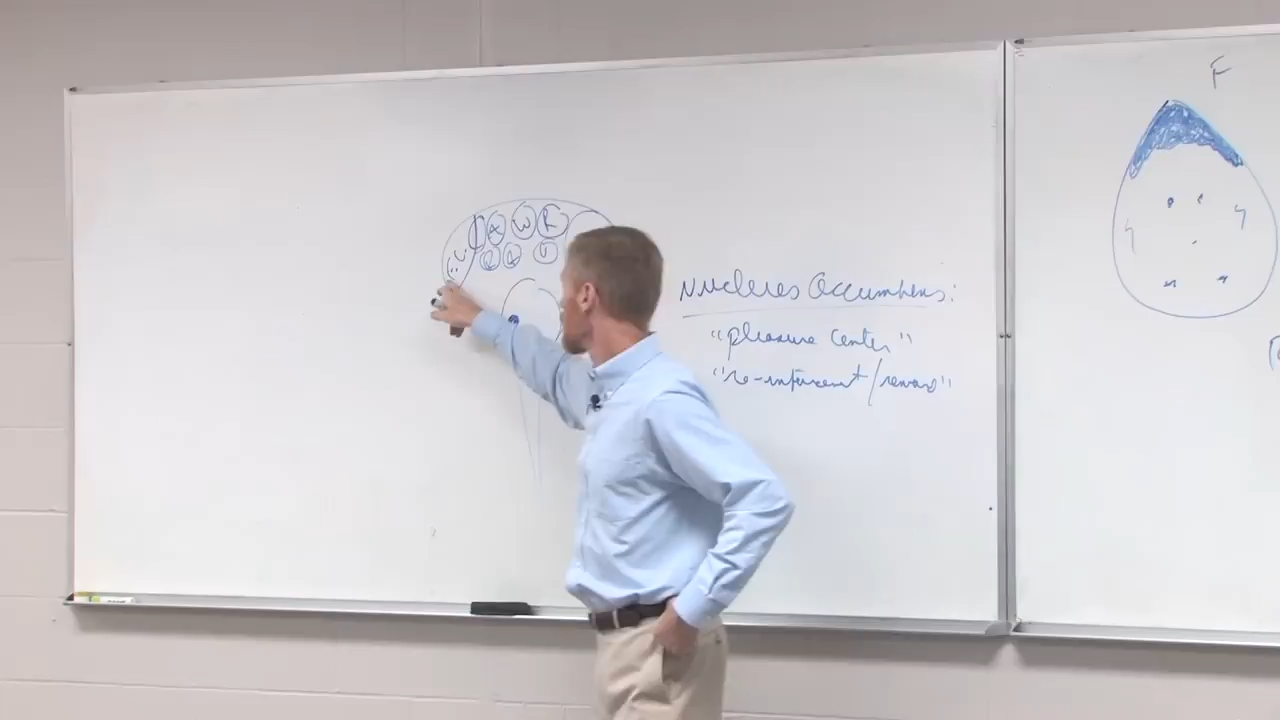 A W R
R A V
Nucleus Accumbens:
"pleasure center"
"re-inforcement/reward"
F